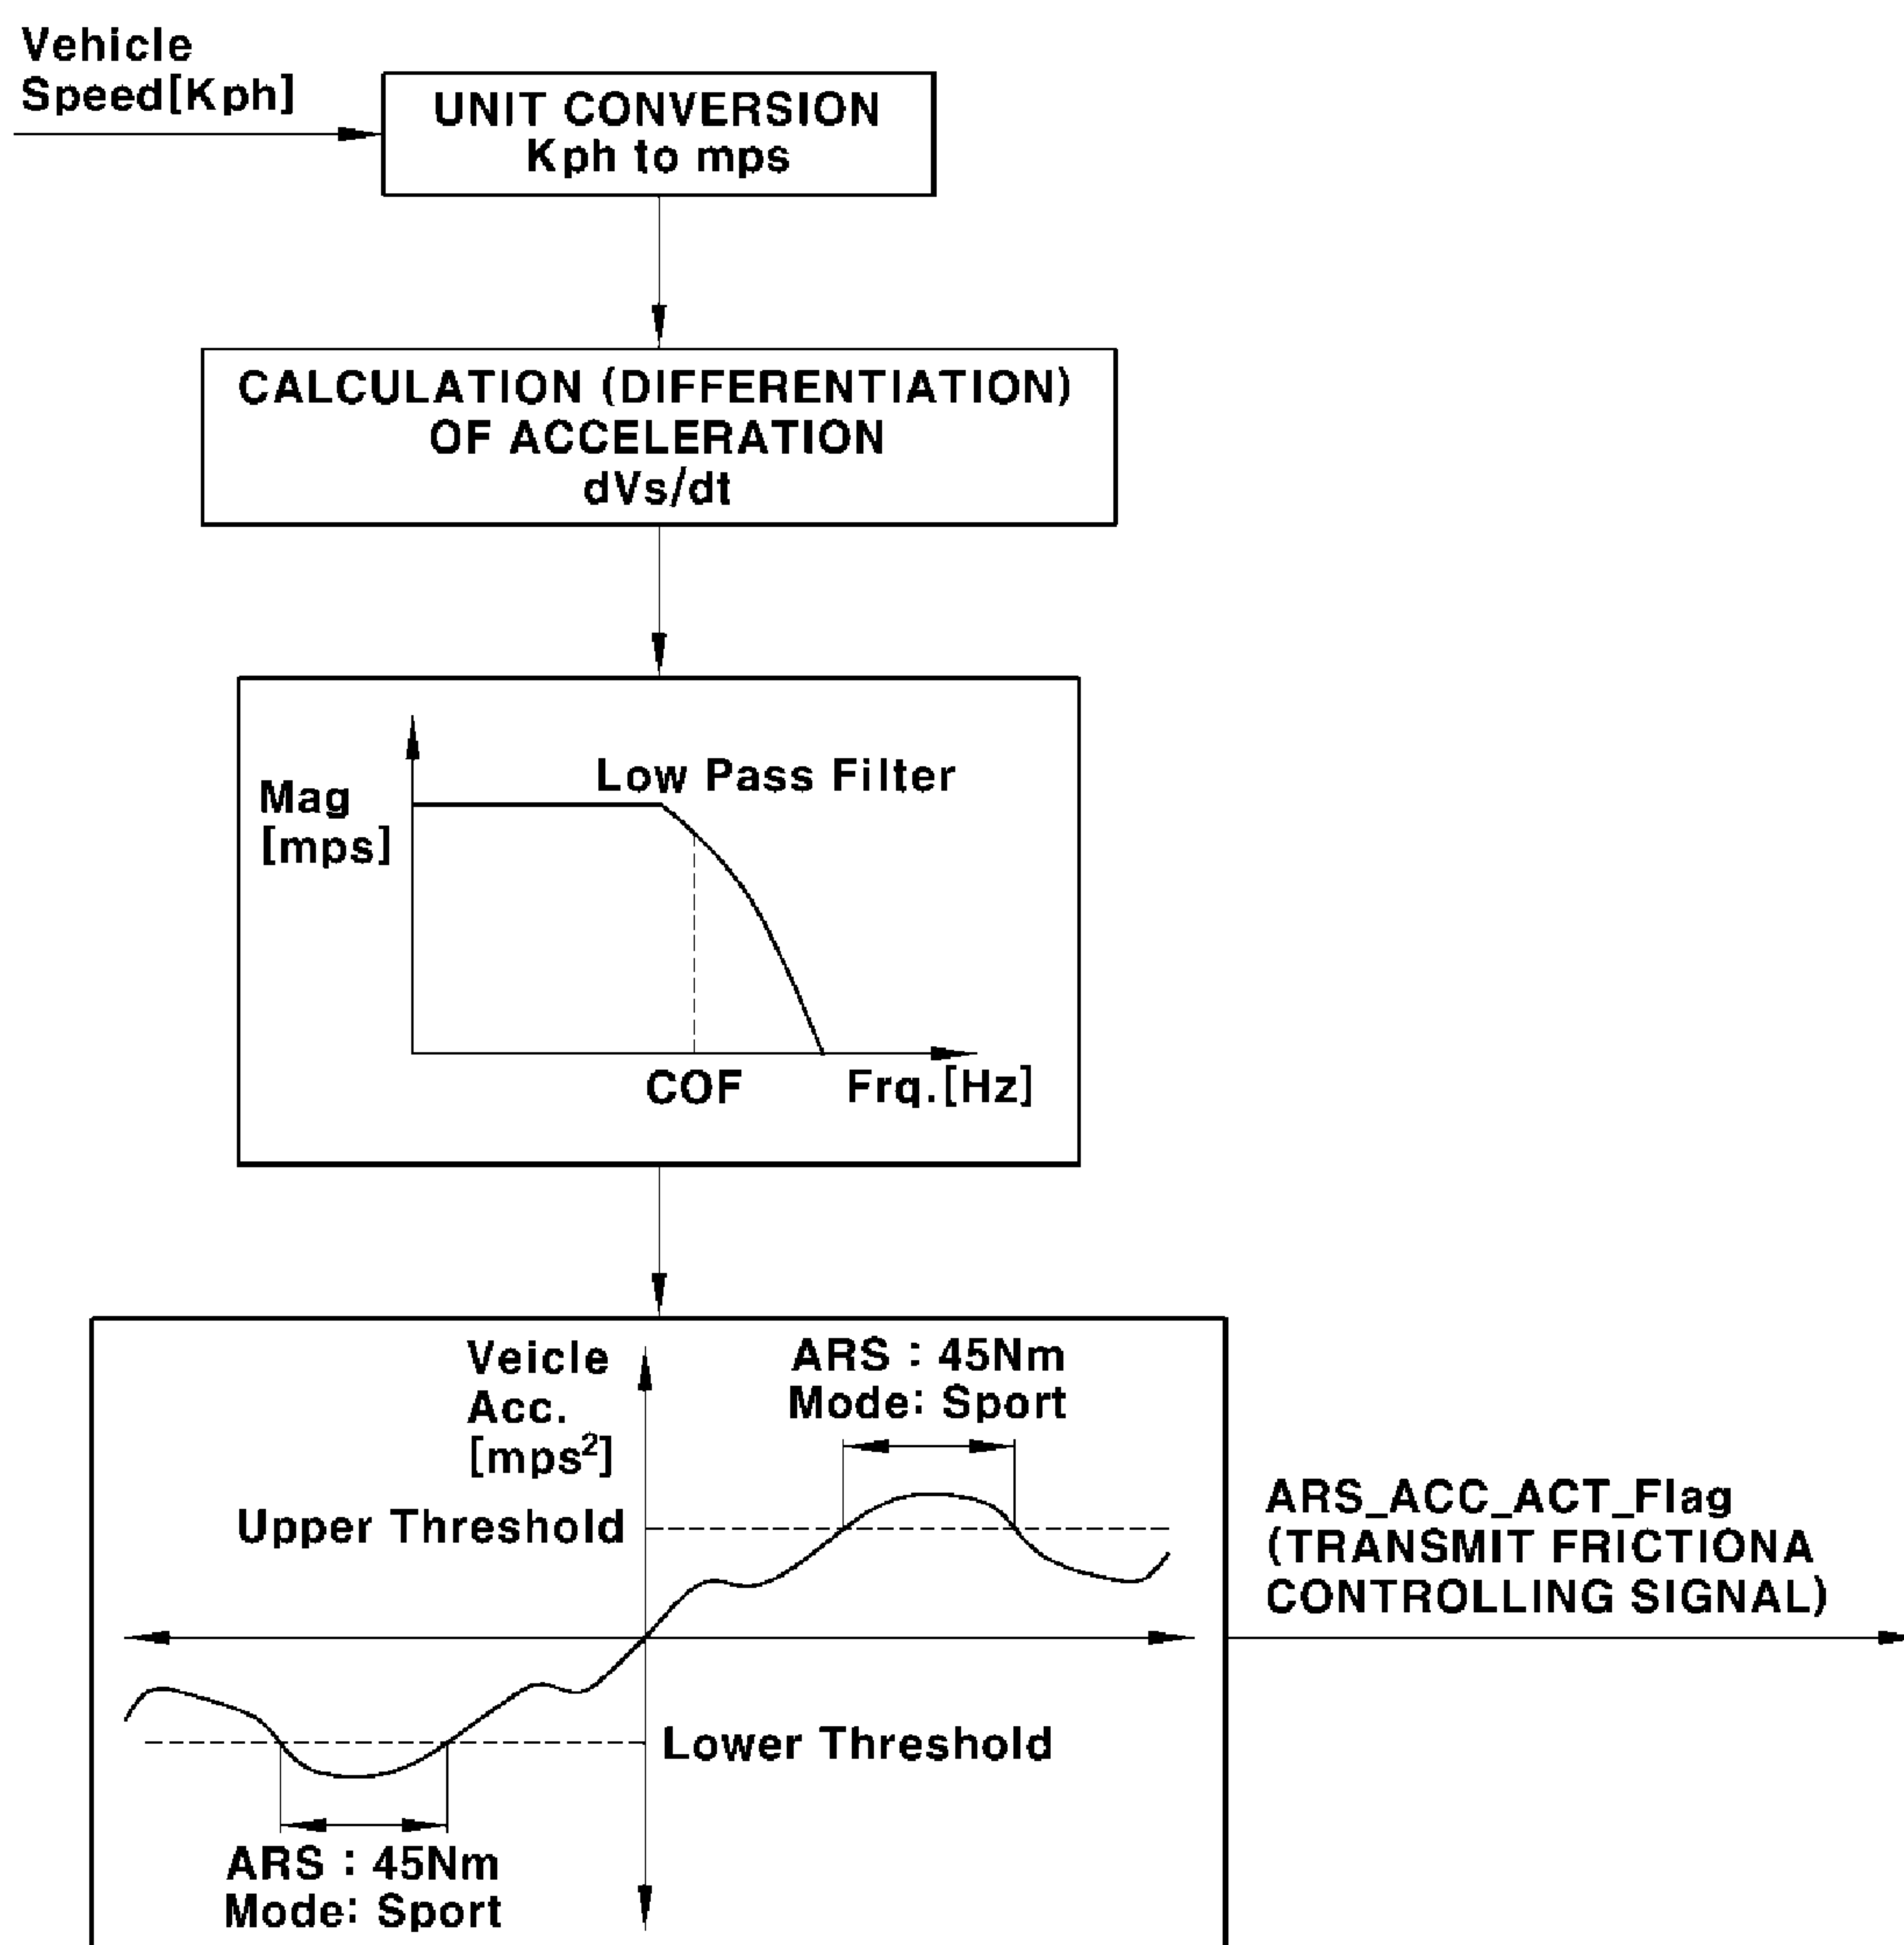 Vehicle
Speed[Kph]
UNIT CONVERSION
Kph to mps
CALCULATION (DIFFERENTIATION)
OF ACCELERATION
dVs/dt
Low Pass Filter
Mag
[mps]
COF
Frq.[Hz]
Veicle
Acc.
[mps²]
ARS : 45Nm
Mode: Sport
Upper Threshold
ARS_ACC_ACT_Flag
(TRANSMIT FRICTIONA
CONTROLLING SIGNAL)
Lower Threshold
ARS : 45Nm
Mode: Sport